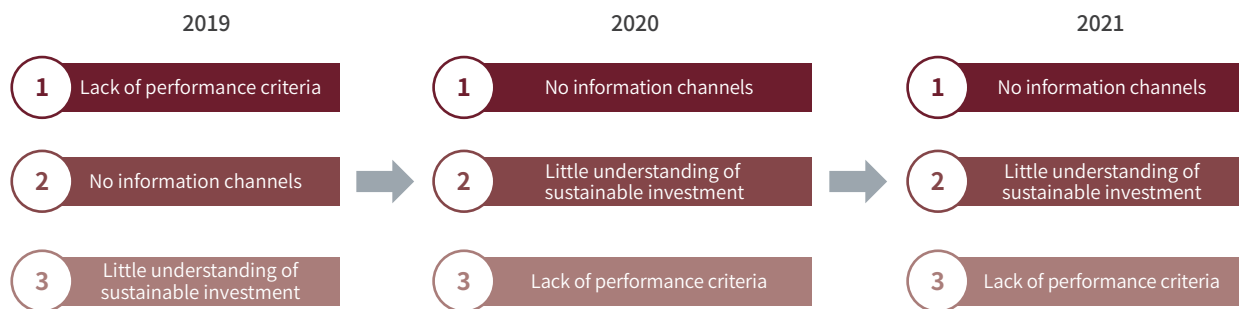 2019
1
Lack of performance criteria
2
No information channels
3
Little understanding of
sustainable investment
2020
1
No information channels
2
Little understanding of
sustainable investment
3
Lack of performance criteria
2021
1
No information channels
2
Little understanding of
sustainable investment
3
Lack of performance criteria